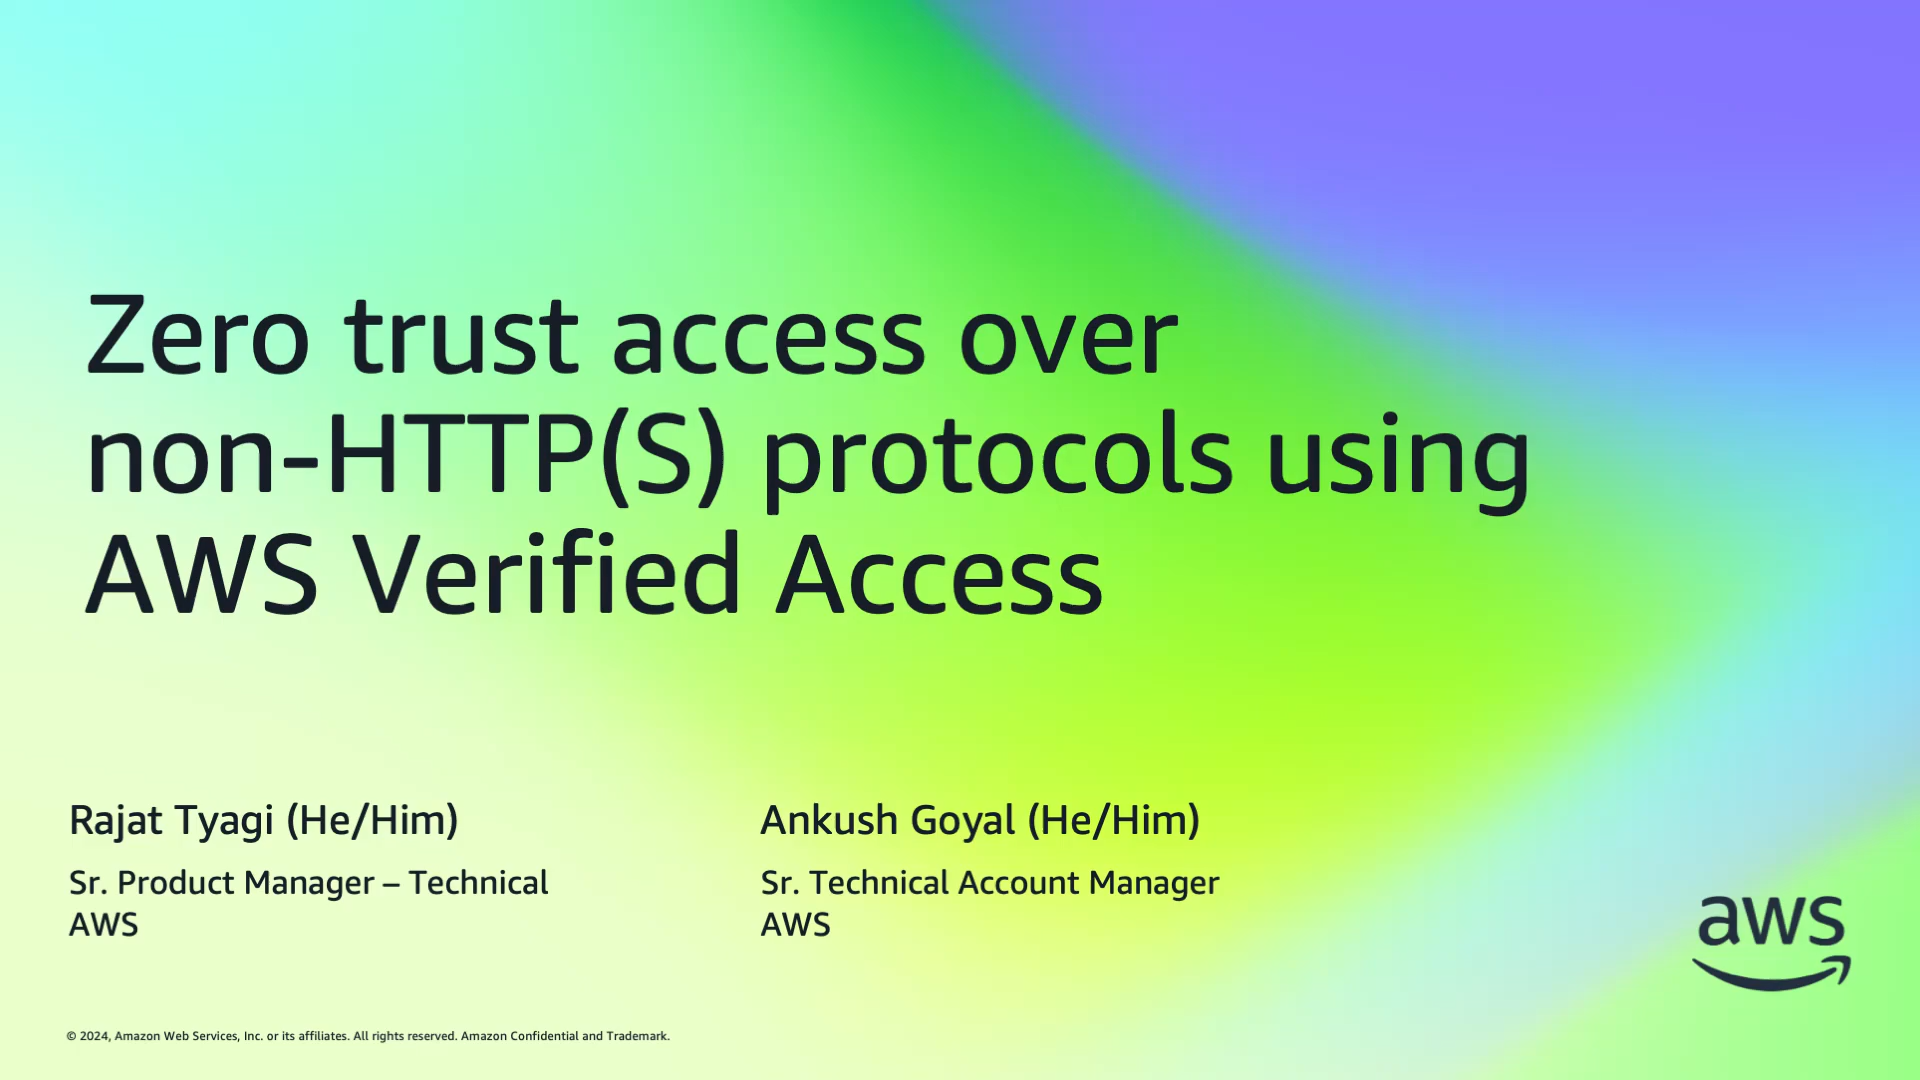 Zero trust access over
non-HTTP(S) protocols using
AWS Verified Access
Rajat Tyagi (He/Him)
Sr. Product Manager – Technical
AWS
Ankush Goyal (He/Him)
Sr. Technical Account Manager
AWS
aws
© 2024, Amazon Web Services, Inc. or its affiliates. All rights reserved. Amazon Confidential and Trademark.